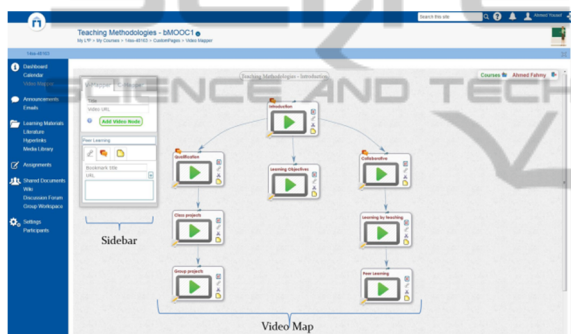 Search this site
Ahmed Yousef
Teaching Methodologies - bMOOC1
My L²P > My Courses > 14ss-48163 > CustomPages > Video Mapper
14ss-48163
SCIENCE AND TECH
Dashboard
Calendar
Video Mapper
Announcements
Emails
Learning Materials
Literature
Hyperlinks
Media Library
Assignments
Shared Documents
Wiki
Discussion Forum
Group Workspace
Settings
Participants
Video URL
Add Video Node
Peer Learning
Bookmark title
URL
Sidebar
Teaching Methodologies - Introduction
Courses
Ahmed Fahmy
Introduction
Gratification
Learning Objectives
Collaborative
Class projects
Learning by teaching
Group projects
Peer Learning
Video Map